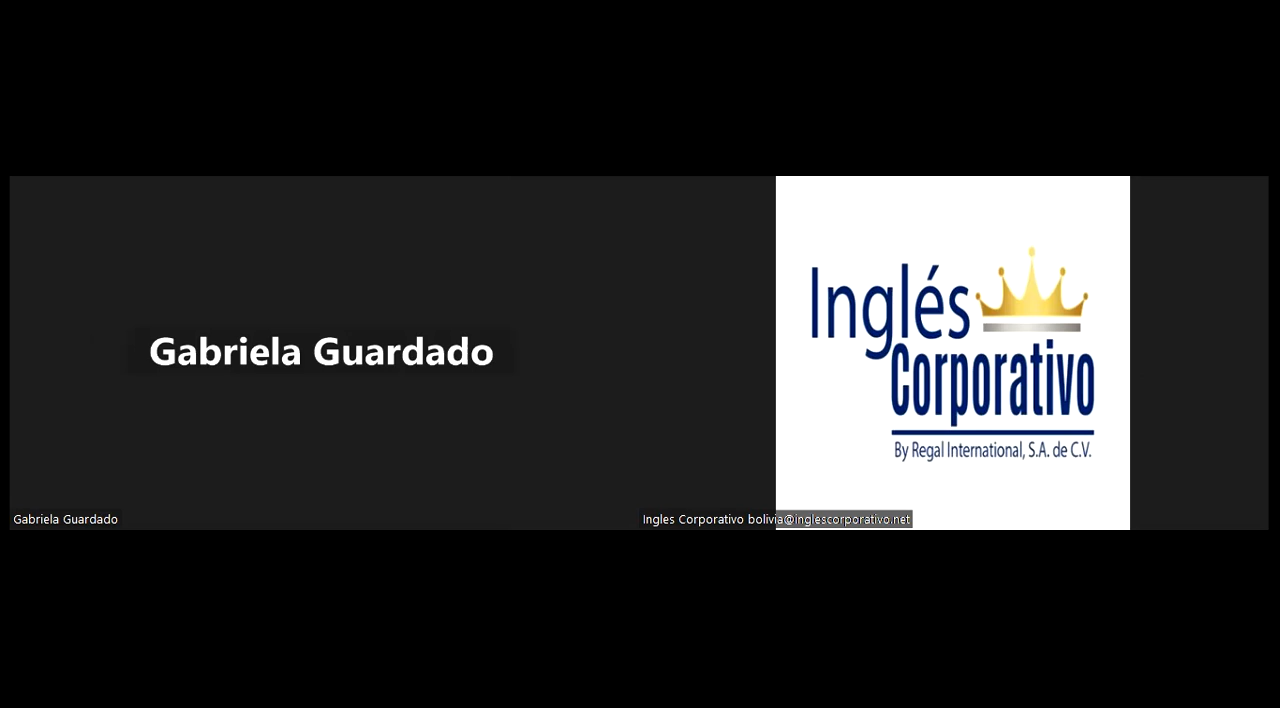 Gabriela Guardado
Inglés
Corporativo
By Regal International, S.A. de C.V.
Gabriela Guardado
Ingles Corporativo bolivia@inglescorporativo.net